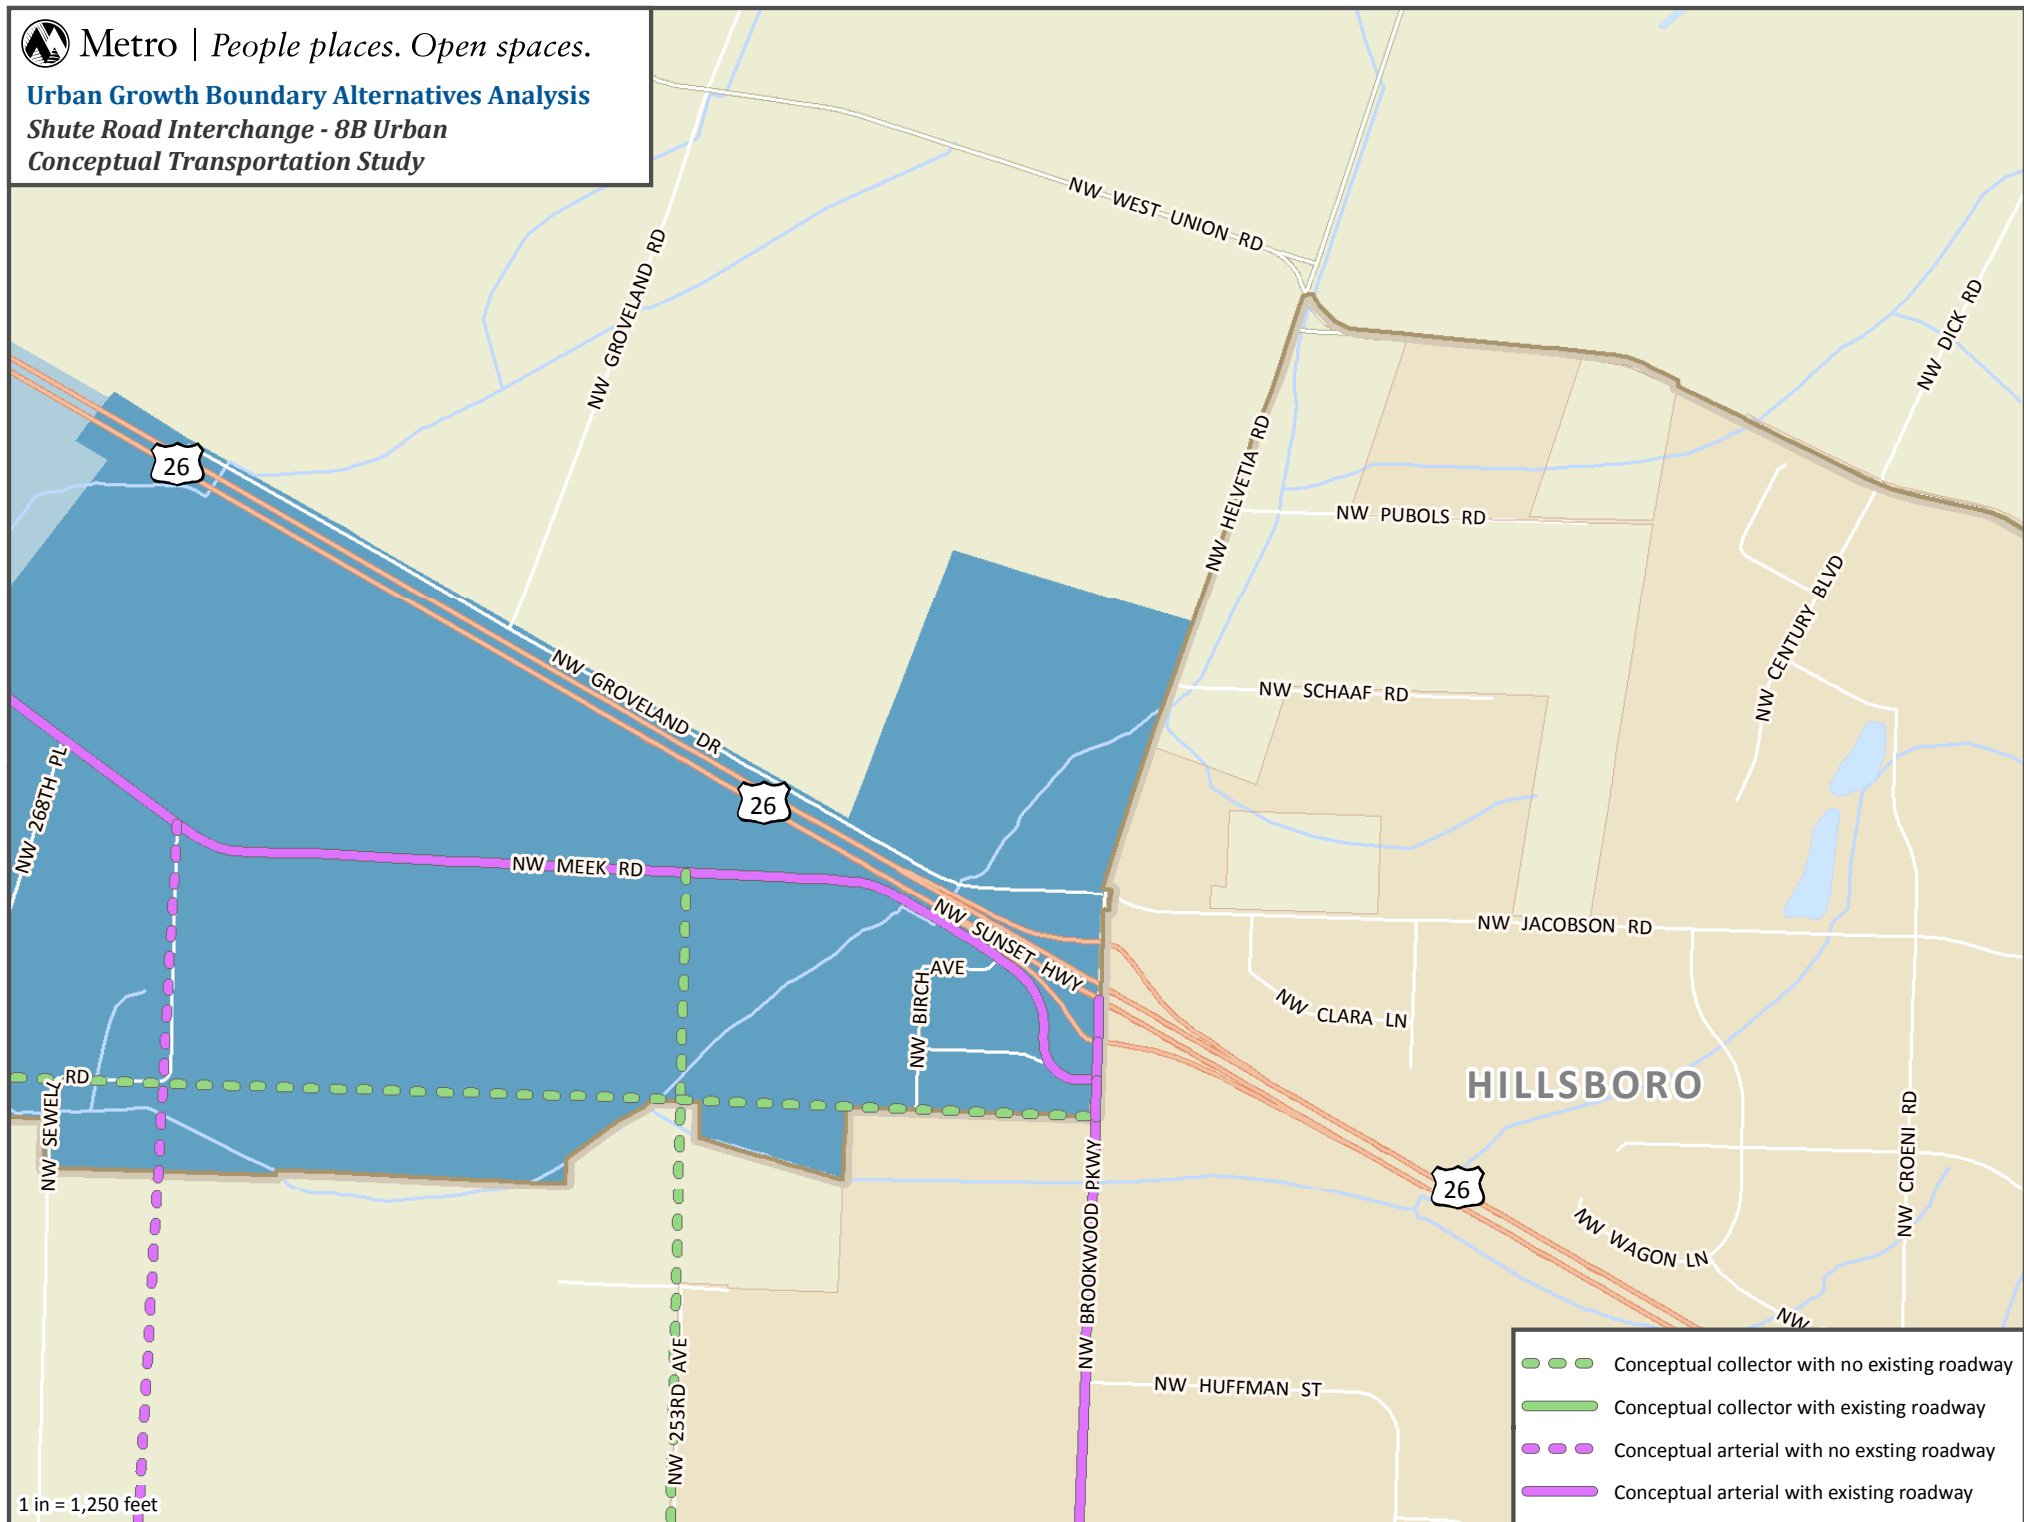 Metro | People places. Open spaces.
Urban Growth Boundary Alternatives Analysis
Shute Road Interchange - 8B Urban
Conceptual Transportation Study
NW WEST UNION RD
NW GROVELAND RD
NW DICK RD
26
NW HELVETIA RD
NW PUBOLS RD
NW CENTURY BLVD
NW GROVELAND DR
NW SCHAAF RD
26
NW 268TH PL
NW MEEK RD
NW SUNSET HWY
NW JACOBSON RD
NW BIRCH AVE
NW CLARA LN
HILLSBORO
NW SEWELL RD
NW CROENI RD
26
NW BROOKWOOD PKWY
NW WAGON LN
NW
NW 253RD AVE
NW HUFFMAN ST
Conceptual collector with no existing roadway
Conceptual collector with existing roadway
Conceptual arterial with no exsting roadway
Conceptual arterial with existing roadway
1 in = 1,250 feet